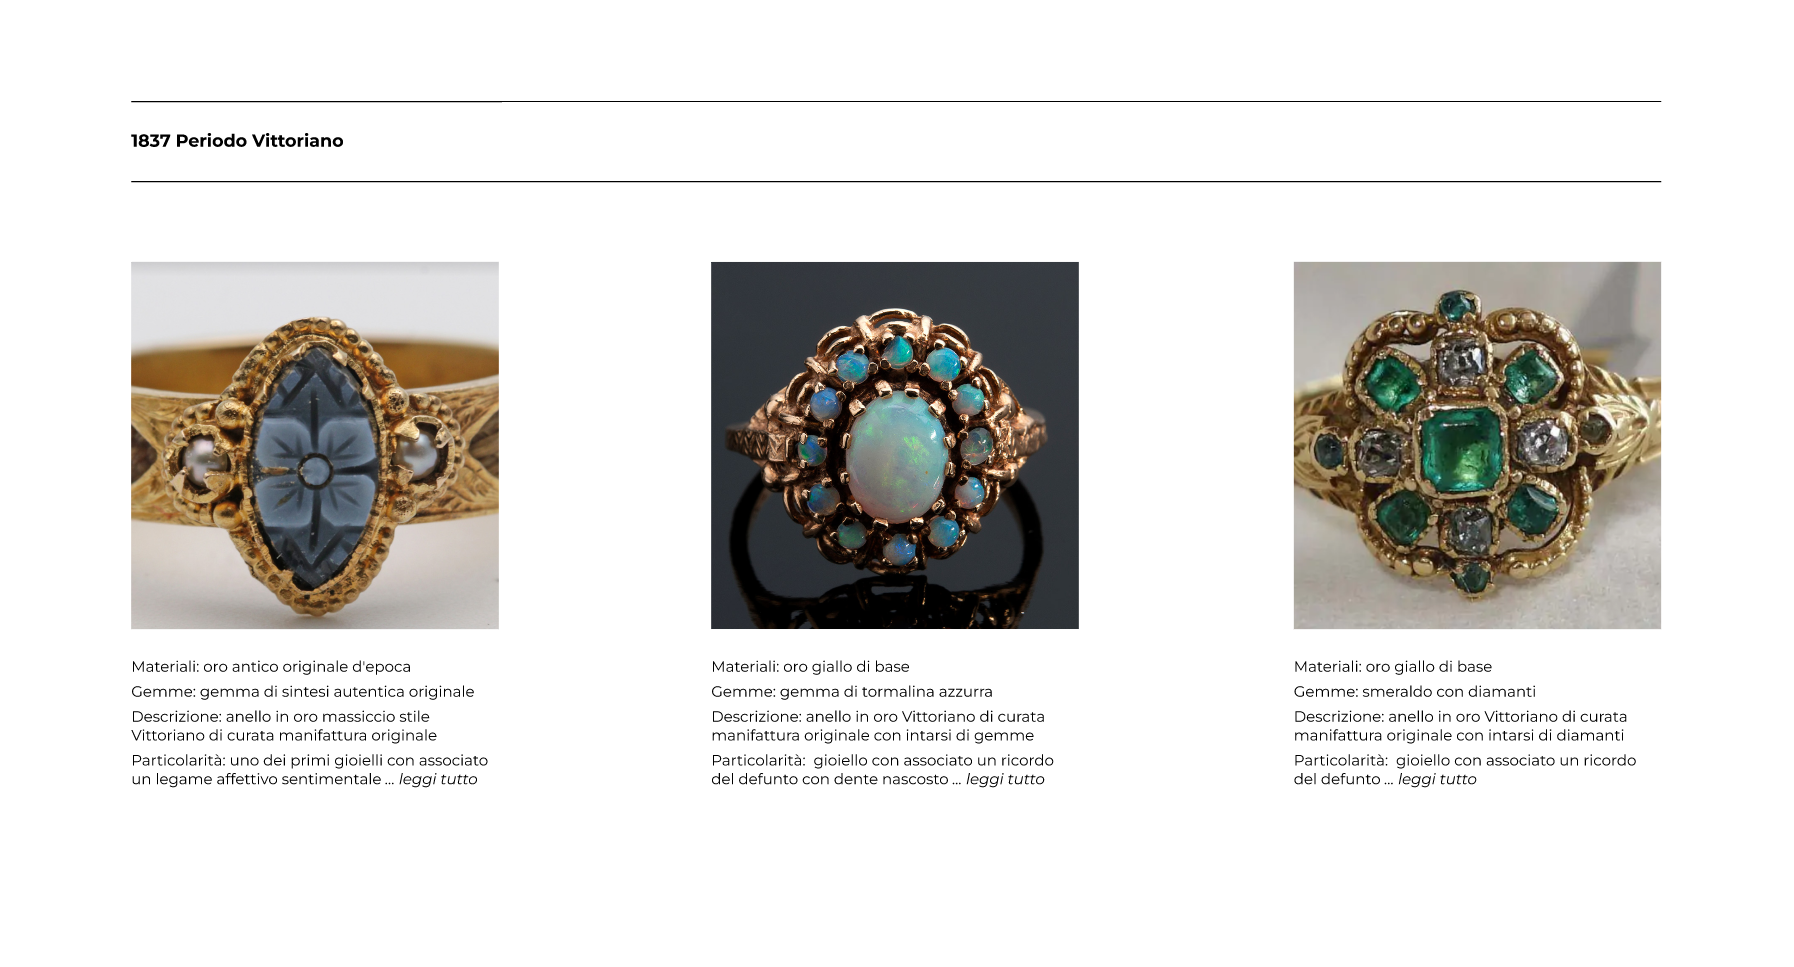 1837 Periodo Vittoriano
Materiali: oro antico originale d'epoca
Gemme: gemma di sintesi autentica originale
Descrizione: anello in oro massiccio stile
Vittoriano di curata manifattura originale
Particolarità: uno dei primi gioielli con associato
un legame affettivo sentimentale ... leggi tutto
Materiali: oro giallo di base
Gemme: gemma di tormalina azzurra
Descrizione: anello in oro Vittoriano di curata
manifattura originale con intarsi di gemme
Particolarità:  gioiello con associato un ricordo
del defunto con dente nascosto ... leggi tutto
Materiali: oro giallo di base
Gemme: smeraldo con diamanti
Descrizione: anello in oro Vittoriano di curata
manifattura originale con intarsi di diamanti
Particolarità:  gioiello con associato un ricordo
del defunto ... leggi tutto